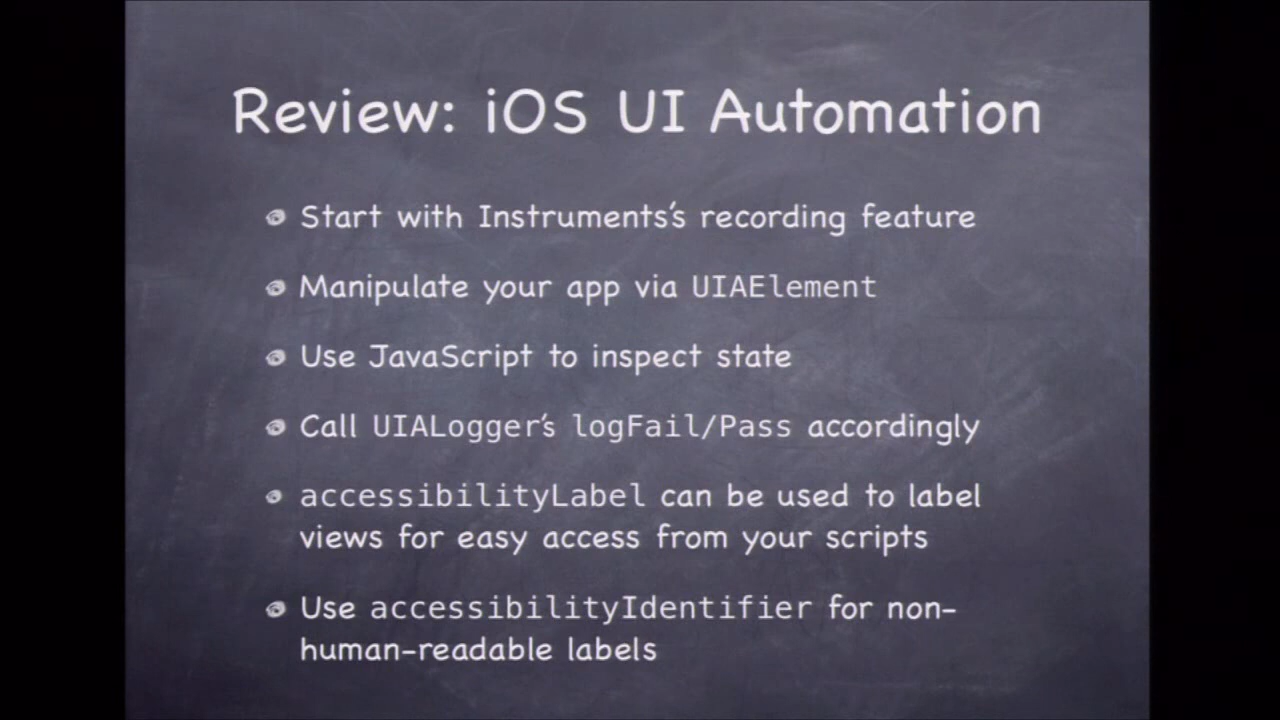 Review: iOS UI Automation
Start with Instruments's recording feature
Manipulate your app via UIAElement
Use JavaScript to inspect state
Call UIALogger's logFail/Pass accordingly
accessibilityLabel can be used to label
views for easy access from your scripts
Use accessibilityIdentifier for non-
human-readable labels